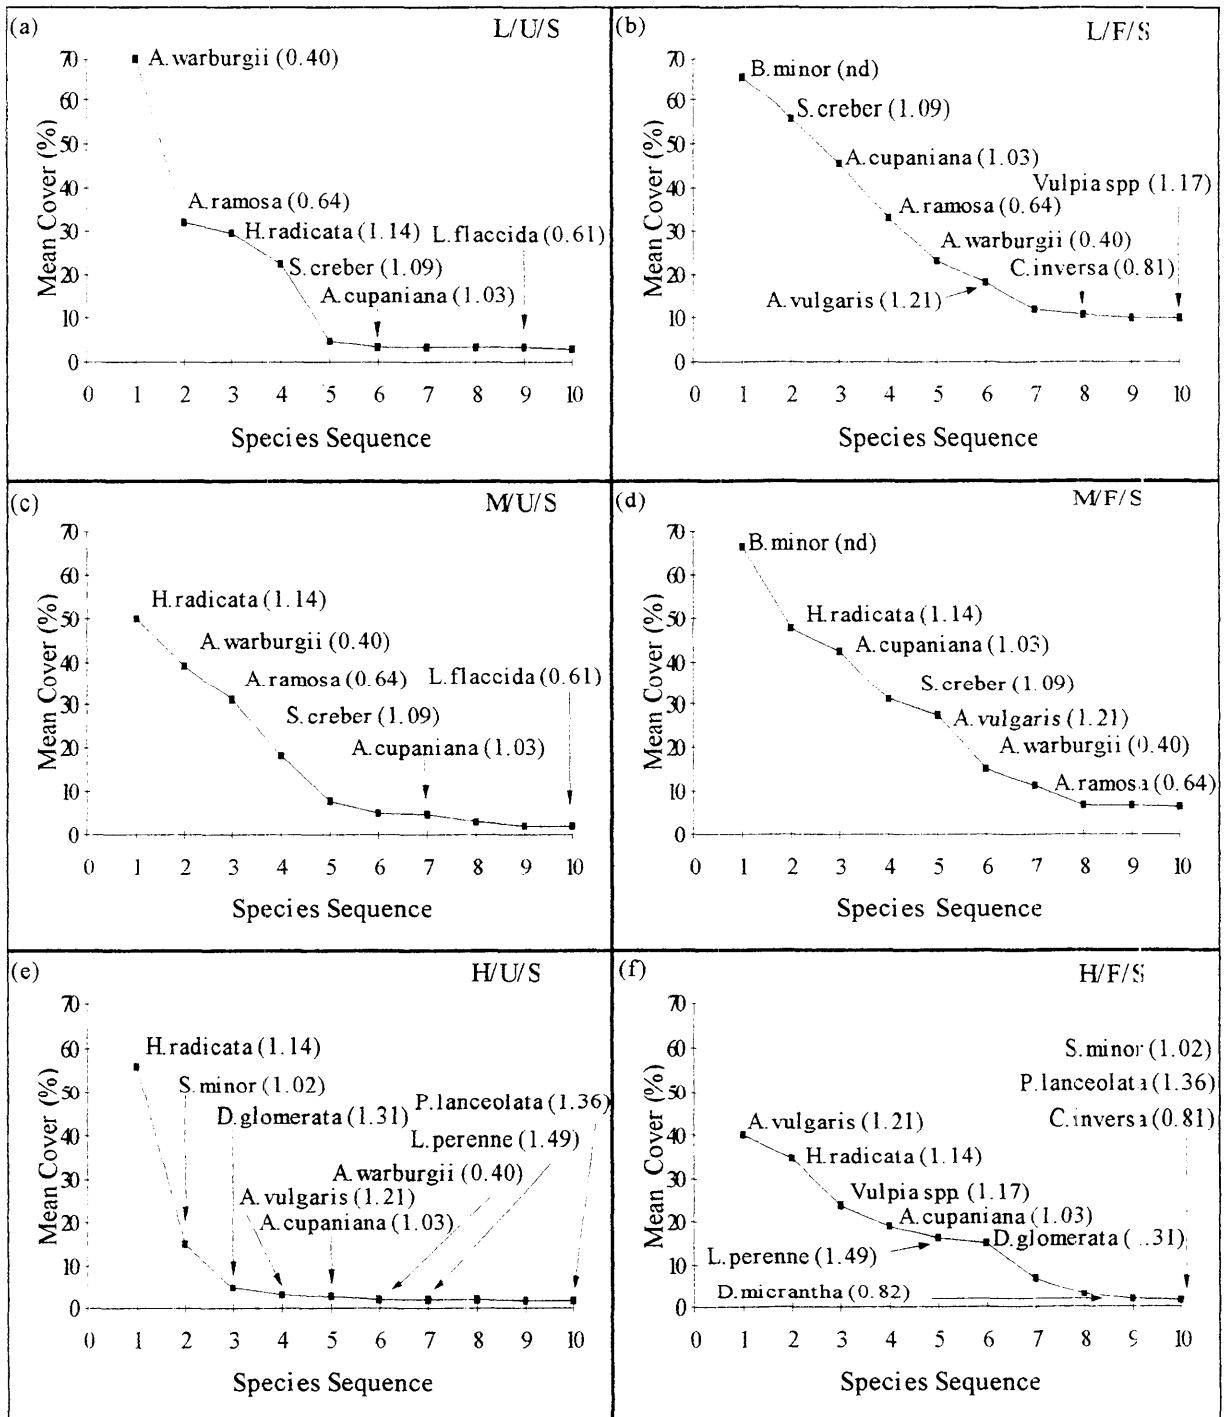 (a)
L/U/S
70
60
50
40
30
20
10
0
Mean Cover (%)
A.warburgii (0.40)
A.ramosa (0.64)
H.radicata (1.14)
L.flaccida (0.61)
S.creber (1.09)
A.cupaniana (1.03)
0 1 2 3 4 5 6 7 8 9 10
Species Sequence
(b)
L/F/S
70
60
50
40
30
20
10
0
Mean Cover (%)
B.minor (nd)
S.creber (1.09)
A.cupaniana (1.03)
Vulpia spp (1.17)
A.ramosa (0.64)
A.warburgii (0.40)
C.inversa (0.81)
A.vulgaris (1.21)
0 1 2 3 4 5 6 7 8 9 10
Species Sequence
(c)
M/U/S
70
60
50
40
30
20
10
0
Mean Cover (%)
H.radicata (1.14)
A.warburgii (0.40)
A.ramosa (0.64)
L.flaccida (0.61)
S.creber (1.09)
A.cupaniana (1.03)
0 1 2 3 4 5 6 7 8 9 10
Species Sequence
(d)
M/F/S
70
60
50
40
30
20
10
0
Mean Cover (%)
B.minor (nd)
H.radicata (1.14)
A.cupaniana (1.03)
S.creber (1.09)
A.vulgaris (1.21)
A.warburgii (0.40)
A.ramosa (0.64)
0 1 2 3 4 5 6 7 8 9 10
Species Sequence
(e)
H/U/S
70
60
50
40
30
20
10
0
Mean Cover (%)
H.radicata (1.14)
S.minor (1.02)
D.glomerata (1.31)
P.lanceolata (1.36)
L.perenne (1.49)
A.warburgii (0.40)
A.vulgaris (1.21)
A.cupaniana (1.03)
0 1 2 3 4 5 6 7 8 9 10
Species Sequence
(f)
H/F/S
70
60
50
40
30
20
10
0
Mean Cover (%)
S.minor (1.02)
P.lanceolata (1.36)
C.inversa (0.81)
A.vulgaris (1.21)
H.radicata (1.14)
Vulpia spp (1.17)
A.cupaniana (1.03)
D.glomerata ( .31)
L.perenne (1.49)
D.micrantha (0.82)
0 1 2 3 4 5 6 7 8 9 10
Species Sequence